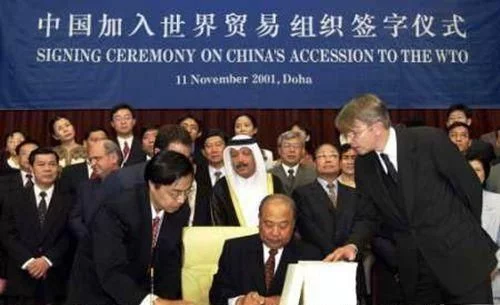 中国加入世界贸易组织签字仪式
SIGNING CEREMONY ON CHINA'S ACCESSION TO THE WTO
11 November 2001, Doha